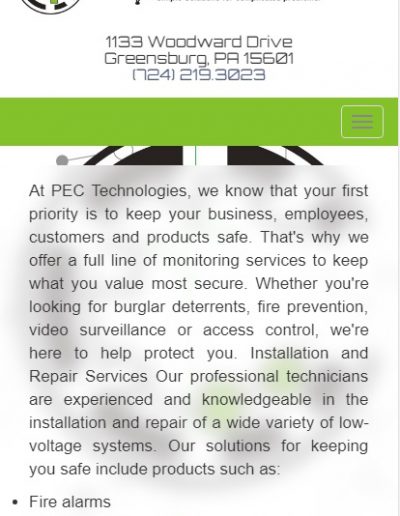 1133 Woodward Drive
Greensburg, PA 15601
(724) 219.3023
At PEC Technologies, we know that your first
priority is to keep your business, employees,
customers and products safe. That's why we
offer a full line of monitoring services to keep
what you value most secure. Whether you're
looking for burglar deterrents, fire prevention,
video surveillance or access control, we're
here to help protect you. Installation and
Repair Services Our professional technicians
are experienced and knowledgeable in the
installation and repair of a wide variety of low-
voltage systems. Our solutions for keeping
you safe include products such as:
• Fire alarms